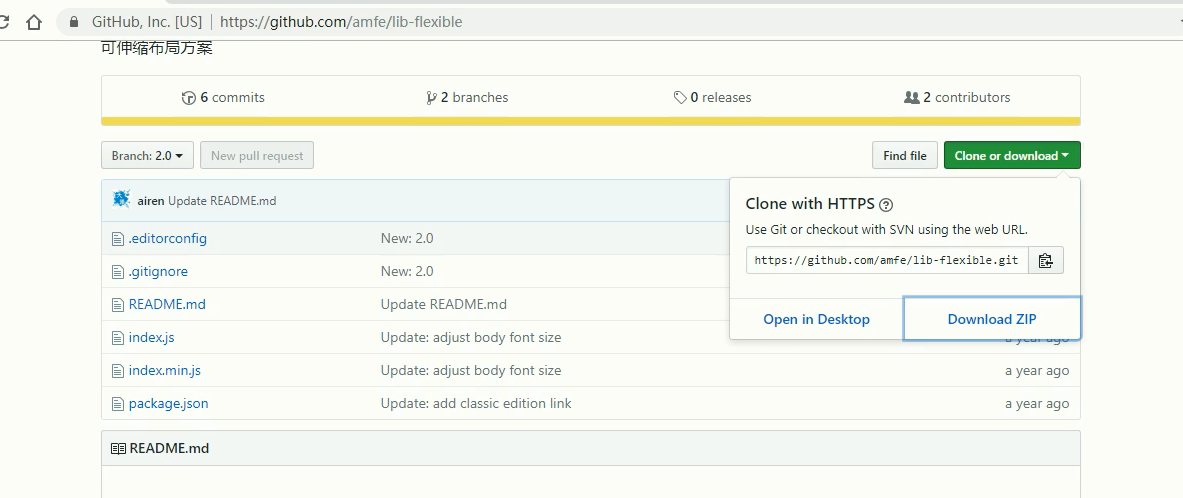 GitHub, Inc. [US] | https://github.com/amfe/lib-flexible
可伸缩布局方案
6 commits 2 branches 0 releases 2 contributors
Branch: 2.0 New pull request Find file Clone or download
airen Update README.md
Clone with HTTPS ?
Use Git or checkout with SVN using the web URL.
https://github.com/amfe/lib-flexible.git
Open in Desktop Download ZIP
.editorconfig New: 2.0
.gitignore New: 2.0
README.md Update README.md
index.js Update: adjust body font size a year ago
index.min.js Update: adjust body font size a year ago
package.json Update: add classic edition link a year ago
README.md